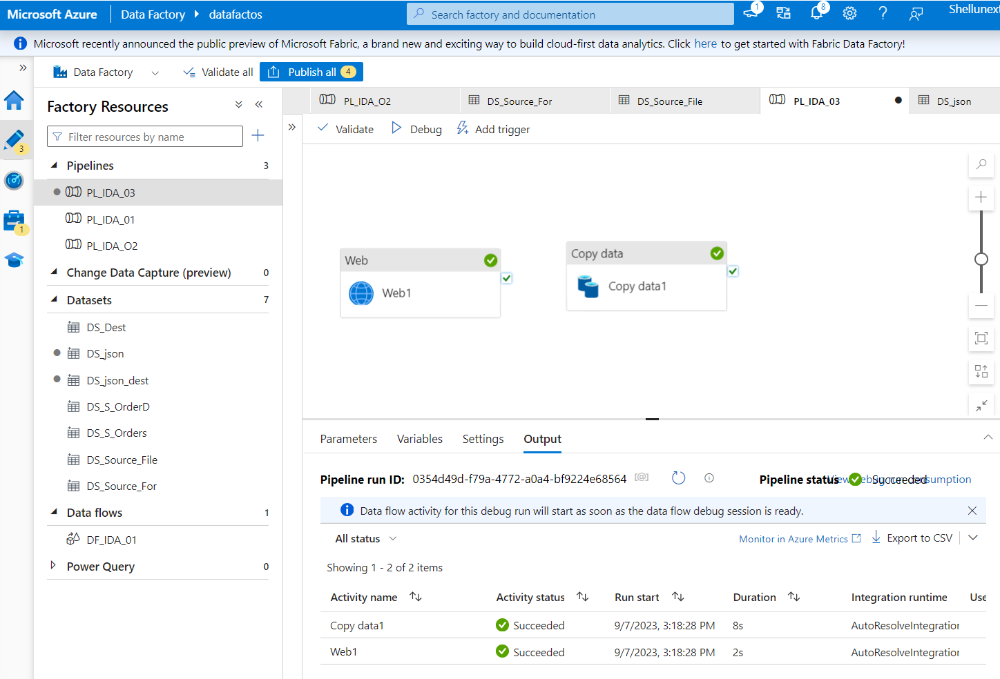 Microsoft Azure Data Factory datafactos Search factory and documentation 1 8 Shellunext
Microsoft recently announced the public preview of Microsoft Fabric, a brand new and exciting way to build cloud-first data analytics. Click here to get started with Fabric Data Factory!
Data Factory Validate all Publish all 4
Factory Resources
Filter resources by name
3
1
Pipelines 3
PL_IDA_03
PL_IDA_01
PL_IDA_O2
Change Data Capture (preview) 0
Datasets 7
DS_Dest
DS_json
DS_json_dest
DS_S_OrderD
DS_S_Orders
DS_Source_File
DS_Source_For
Data flows 1
DF_IDA_01
Power Query 0
PL_IDA_O2 DS_Source_For DS_Source_File PL_IDA_03 DS_json
Validate Debug Add trigger
Web
Web1
Copy data
Copy data1
Parameters Variables Settings Output
Pipeline run ID: 0354d49d-f79a-4772-a0a4-bf9224e68564 Pipeline status Succeeded View debug run consumption
Data flow activity for this debug run will start as soon as the data flow debug session is ready.
All status Monitor in Azure Metrics Export to CSV
Showing 1 - 2 of 2 items
Activity name Activity status Run start Duration Integration runtime Use
Copy data1 Succeeded 9/7/2023, 3:18:28 PM 8s AutoResolveIntegration
Web1 Succeeded 9/7/2023, 3:18:28 PM 2s AutoResolveIntegration